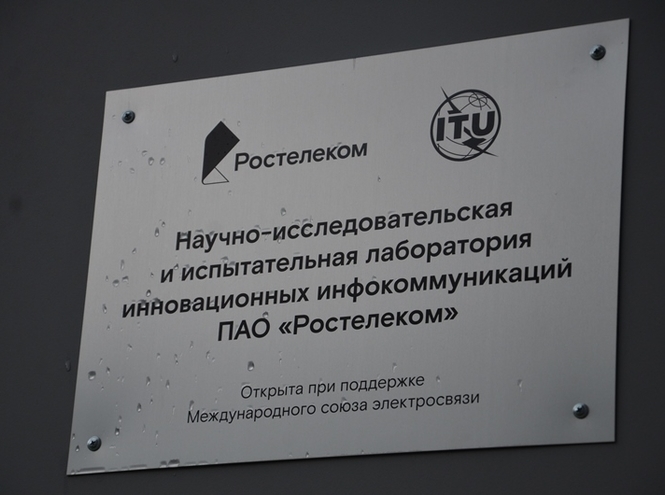 Ростелеком
ITU
Научно-исследовательская
и испытательная лаборатория
инновационных инфокоммуникаций
ПАО «Ростелеком»
Открыта при поддержке
Международного союза электросвязи